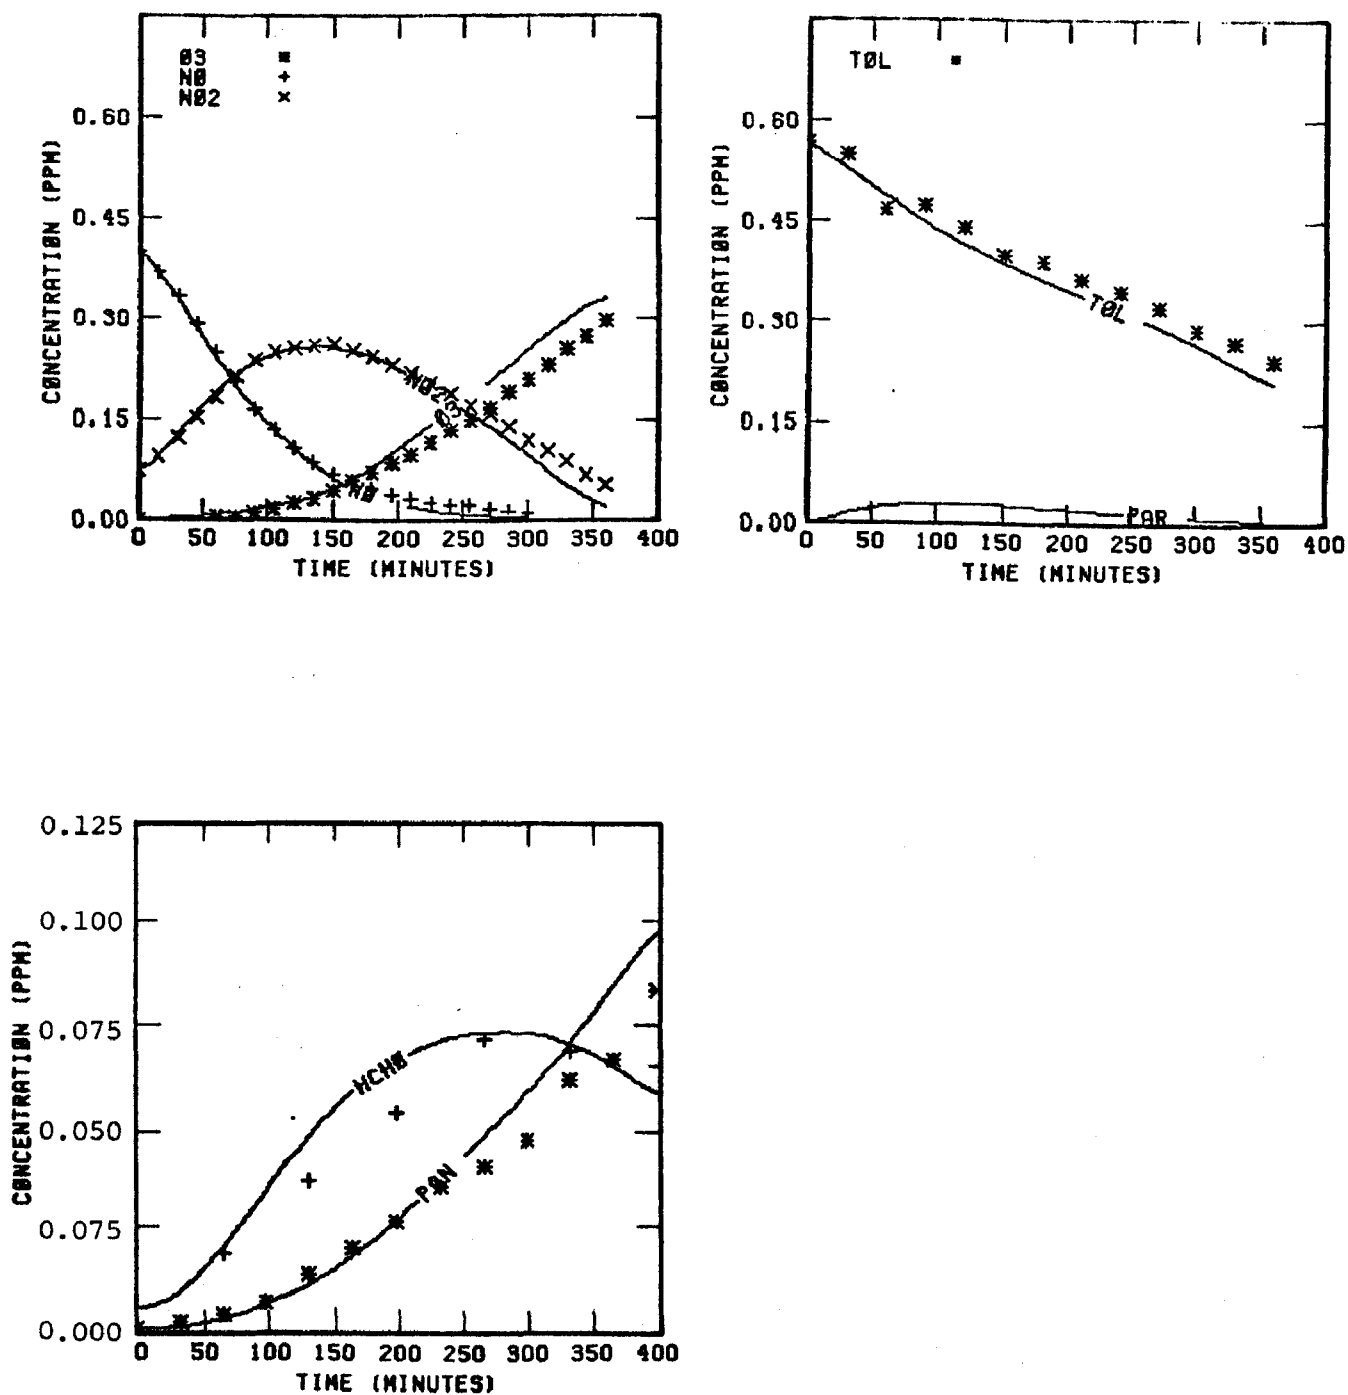 Ø3 *
NØ +
NØ2 ×
CØNCENTRATIØN (PPM)
0.60
0.45
0.30
0.15
0.00
NØ2
Ø3
NØ
0 50 100 150 200 250 300 350 400
TIME (MINUTES)
TØL *
CØNCENTRATIØN (PPM)
0.60
0.45
0.30
0.15
0.00
TØL
PAR
0 50 100 150 200 250 300 350 400
TIME (MINUTES)
CØNCENTRATIØN (PPM)
0.125
0.100
0.075
0.050
0.075
0.000
HCHØ
PAN
0 50 100 150 200 250 300 350 400
TIME (MINUTES)